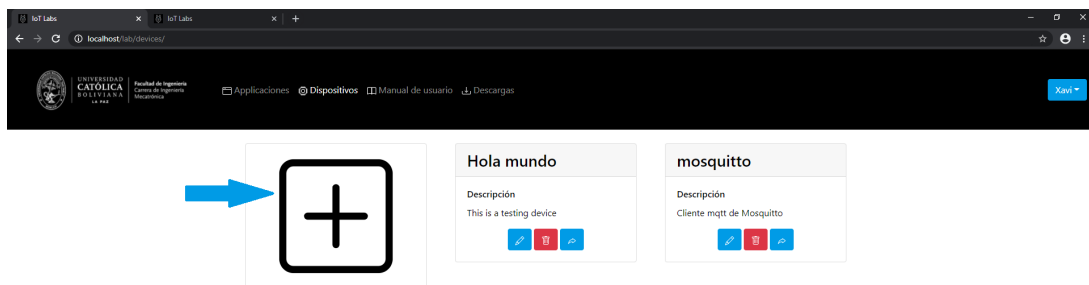 IoT Labs
IoT Labs
localhost/lab/devices/
UNIVERSIDAD
CATÓLICA
BOLIVIANA
LA PAZ
Facultad de Ingeniería
Carrera de Ingeniería
Mecatrónica
Applicaciones Dispositivos Manual de usuario Descargas
Xavi
Hola mundo
Descripción
This is a testing device
mosquitto
Descripción
Cliente mqtt de Mosquitto